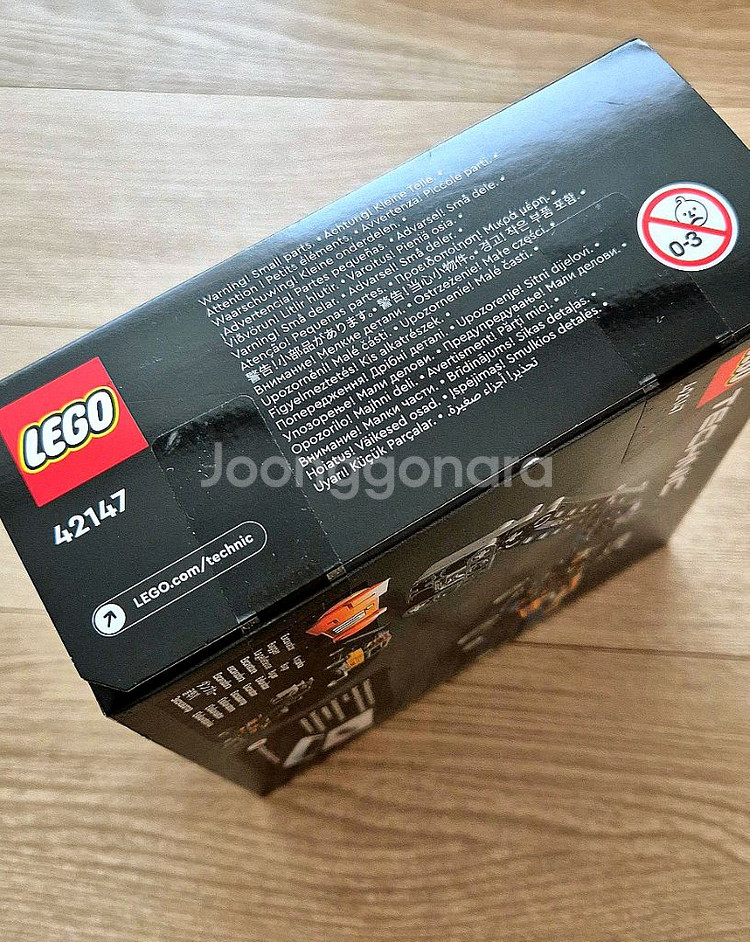 Warning! Small parts. • Achtung! Kleine Teile. •
Attention ! Petits éléments. • Avvertenza! Piccole parti. •
Waarschuwing! Kleine onderdelen. •
Advertencia! Partes pequeñas. • Advarsel! Små dele. •
Viðvörun! Litlir hlutir. • Varoitus! Pieniä osia. •
Varning! Små delar. • Advarsel! Små deler. •
Atenção! Pequenas partes. • Προειδοποίηση! Μικρά μέρη.
警告! 小部品があります。• 警告! 当心小物件。경고! 작은 부품 포함. •
Внимание! Мелкие детали. • Ostrzeżenie! Małe części. •
Upozornění! Malé části. • Upozornenie! Malé časti. •
Figyelmeztetés! Kis alkatrészek.
Попередження! Дрібні деталі. • Upozorenje! Sitni dijelovi. •
Упозорење! Мали делови. • Предупредување! Мали делови. •
Opozorilo! Majhni deli. • Avertisment! Părți mici. •
Внимание! Малки части. • Brīdinājums! Sīkas detaļas.
Hoiatus! Väikesed osad. • Įspėjimas! Smulkios detalės. •
Uyarı! Küçük Parçalar. • تحذير! أجزاء صغيرة.
0-3
LEGO
42147
LEGO.com/technic
42147
TECHNIC
Joonggonara